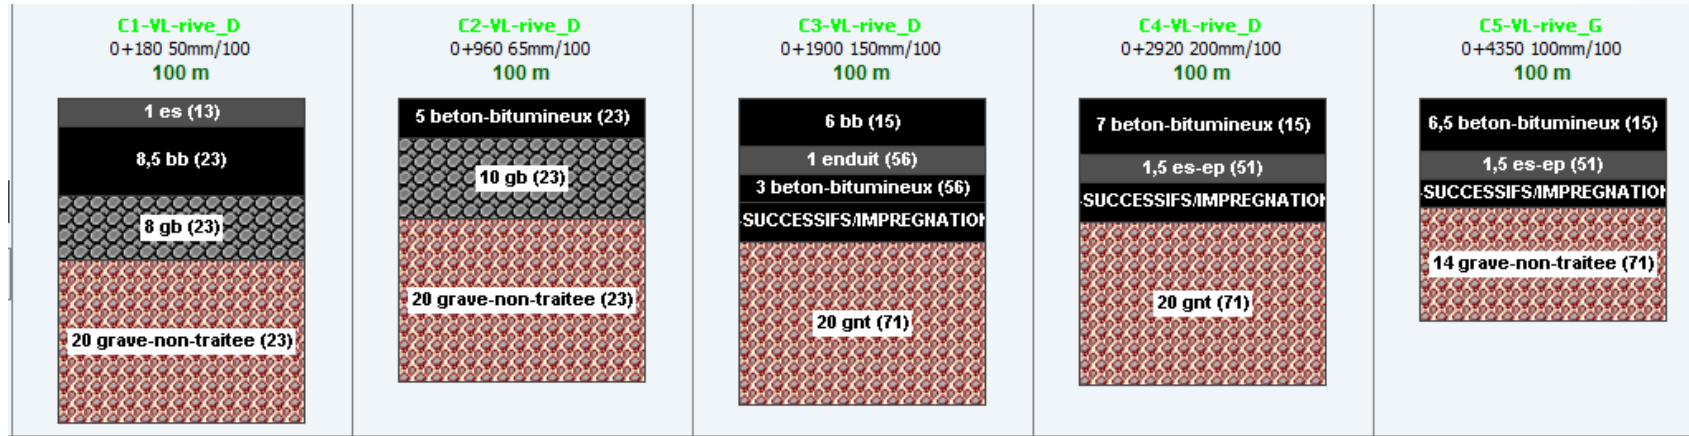 C1-VL-rive_D
0+180 50mm/100
100 m
1 es (13)
8,5 bb (23)
8 gb (23)
20 grave-non-traitee (23)
C2-VL-rive_D
0+960 65mm/100
100 m
5 beton-bitumineux (23)
10 gb (23)
20 grave-non-traitee (23)
C3-VL-rive_D
0+1900 150mm/100
100 m
6 bb (15)
1 enduit (56)
3 beton-bitumineux (56)
-SUCCESSIFS/IMPREGNATION
20 gnt (71)
C4-VL-rive_D
0+2920 200mm/100
100 m
7 beton-bitumineux (15)
1,5 es-ep (51)
-SUCCESSIFS/IMPREGNATION
20 gnt (71)
C5-VL-rive_G
0+4350 100mm/100
100 m
6,5 beton-bitumineux (15)
1,5 es-ep (51)
-SUCCESSIFS/IMPREGNATION
14 grave-non-traitee (71)